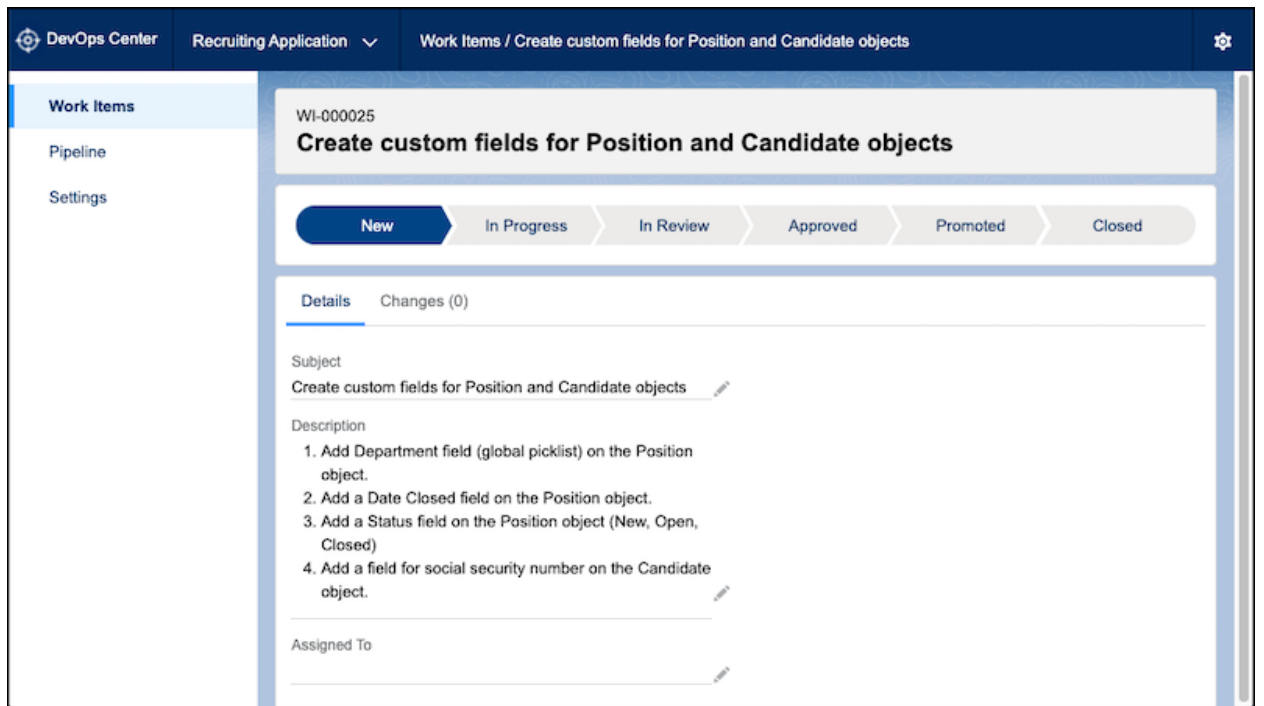 DevOps Center
Recruiting Application
Work Items / Create custom fields for Position and Candidate objects
Work Items
Pipeline
Settings
WI-000025
Create custom fields for Position and Candidate objects
New
In Progress
In Review
Approved
Promoted
Closed
Details
Changes (0)
Subject
Create custom fields for Position and Candidate objects
Description
1. Add Department field (global picklist) on the Position
object.
2. Add a Date Closed field on the Position object.
3. Add a Status field on the Position object (New, Open,
Closed)
4. Add a field for social security number on the Candidate
object.
Assigned To